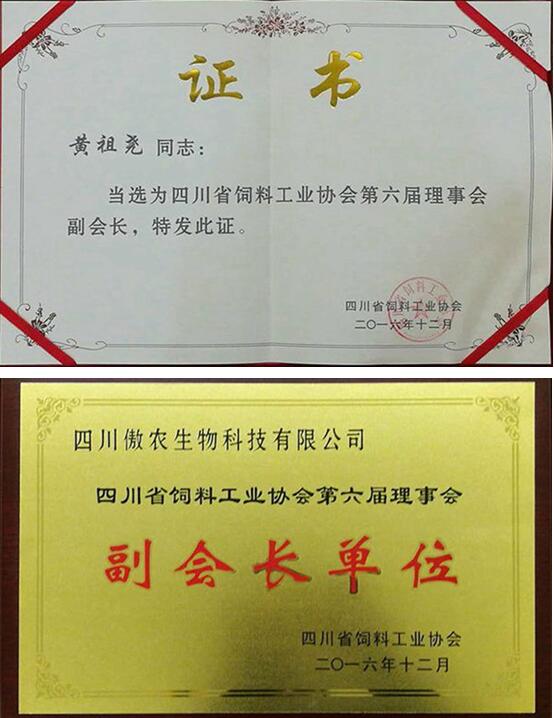 证书
黄祖尧 同志：
当选为四川省饲料工业协会第六届理事会
副会长，特发此证。
四川省饲料工业协会
二〇一六年十二月
四川傲农生物科技有限公司
四川省饲料工业协会第六届理事会
副会长单位
四川省饲料工业协会
二〇一六年十二月